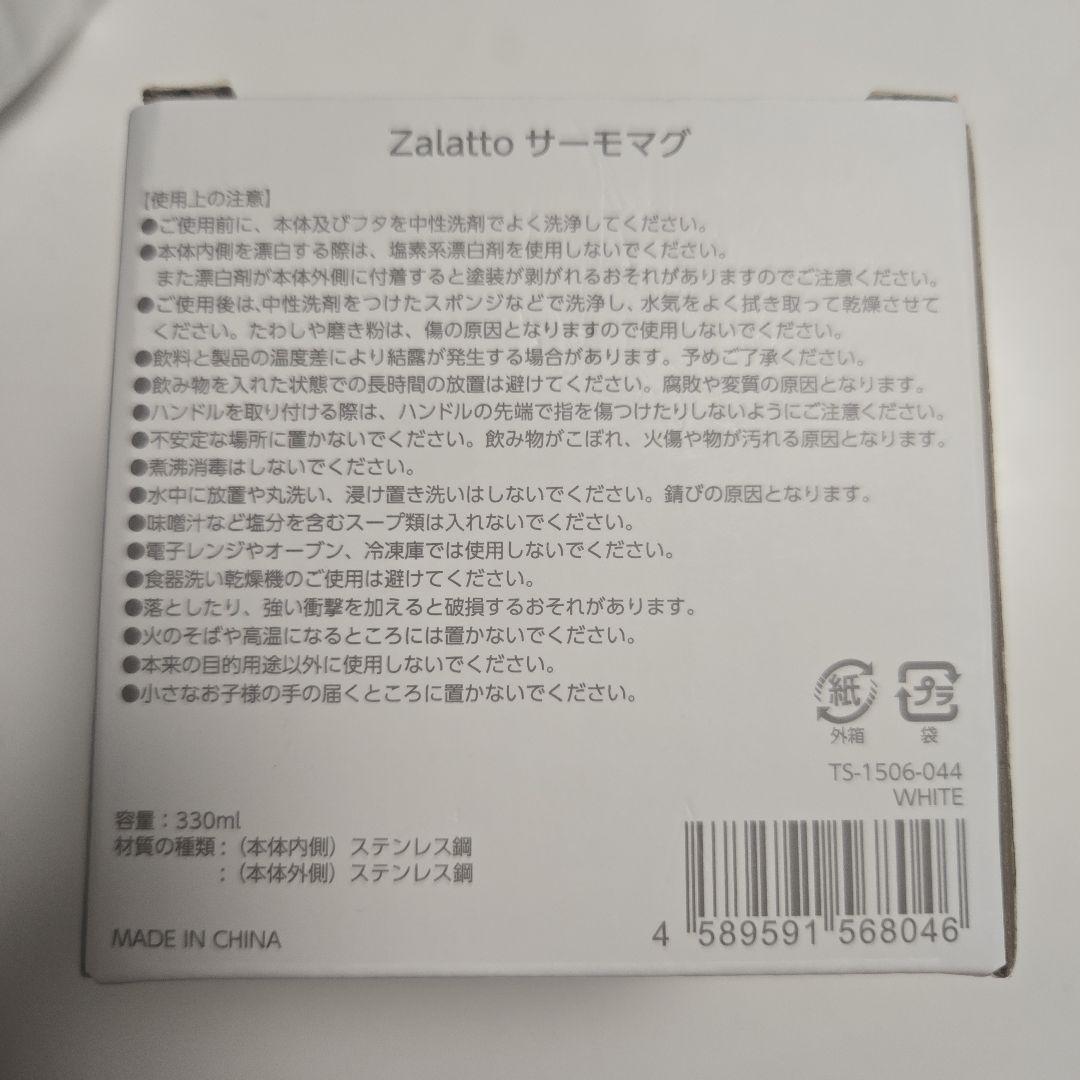 Zalatto サーモマグ
【使用上の注意】
●ご使用前に、本体及びフタを中性洗剤でよく洗浄してください。
●本体内側を漂白する際は、塩素系漂白剤を使用しないでください。
また漂白剤が本体外側に付着すると塗装が剥がれるおそれがありますのでご注意ください。
●ご使用後は、中性洗剤をつけたスポンジなどで洗浄し、水気をよく拭き取って乾燥させて
ください。たわしや磨き粉は、傷の原因となりますので使用しないでください。
●飲料と製品の温度差により結露が発生する場合があります。予めご了承ください。
●飲み物を入れた状態での長時間の放置は避けてください。腐敗や変質の原因となります。
●ハンドルを取り付ける際は、ハンドルの先端で指を傷つけたりしないようにご注意ください。
●不安定な場所に置かないでください。飲み物がこぼれ、火傷や物が汚れる原因となります。
●煮沸消毒はしないでください。
●水中に放置や丸洗い、浸け置き洗いはしないでください。錆びの原因となります。
●味噌汁など塩分を含むスープ類は入れないでください。
●電子レンジやオーブン、冷凍庫では使用しないでください。
●食器洗い乾燥機のご使用は避けてください。
●落としたり、強い衝撃を加えると破損するおそれがあります。
●火のそばや高温になるところには置かないでください。
●本来の目的用途以外に使用しないでください。
●小さなお子様の手の届くところに置かないでください。
紙 プラ
外箱 袋
TS-1506-044
WHITE
容量：330ml
材質の種類：（本体内側）ステンレス鋼
：（本体外側）ステンレス鋼
MADE IN CHINA
4 589591 568046